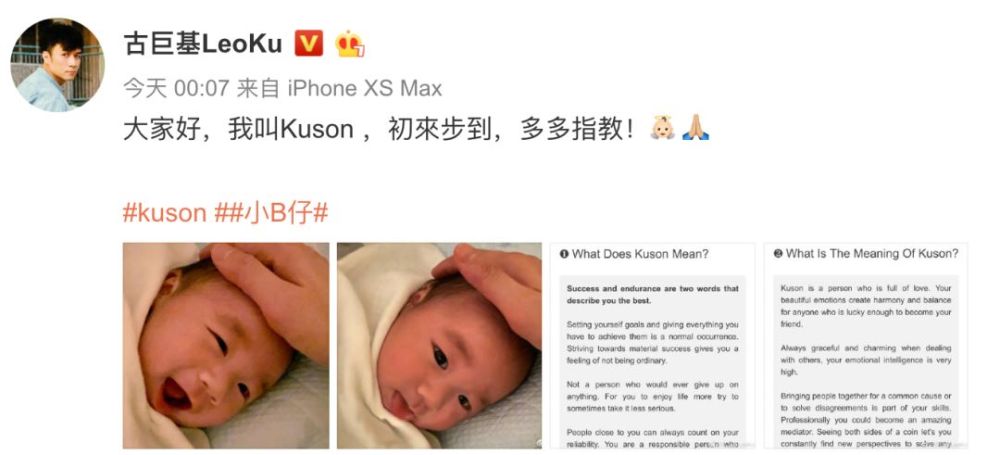 古巨基LeoKu
今天 00:07 来自 iPhone XS Max
大家好，我叫Kuson ，初來步到，多多指教！
#kuson ##小B仔#
❶ What Does Kuson Mean?
Success and endurance are two words that
describe you the best.
Setting yourself goals and giving everything you
have to achieve them is a normal occurrence.
Striving towards material success gives you a
feeling of not being ordinary.
Not a person who would ever give up on
anything. For you to enjoy life more try to
sometimes take it less serious.
People close to you can always count on your
reliability. You are a responsible person who
❷ What Is The Meaning Of Kuson?
Kuson is a person who is full of love. Your
beautiful emotions create harmony and balance
for anyone who is lucky enough to become your
friend.
Always graceful and charming when dealing
with others, your emotional intelligence is very
high.
Bringing people together for a common cause or
to solve disagreements is part of your skills.
Professionally you could become an amazing
mediator. Seeing both sides of a coin let's you
constantly find new perspectives to solve any